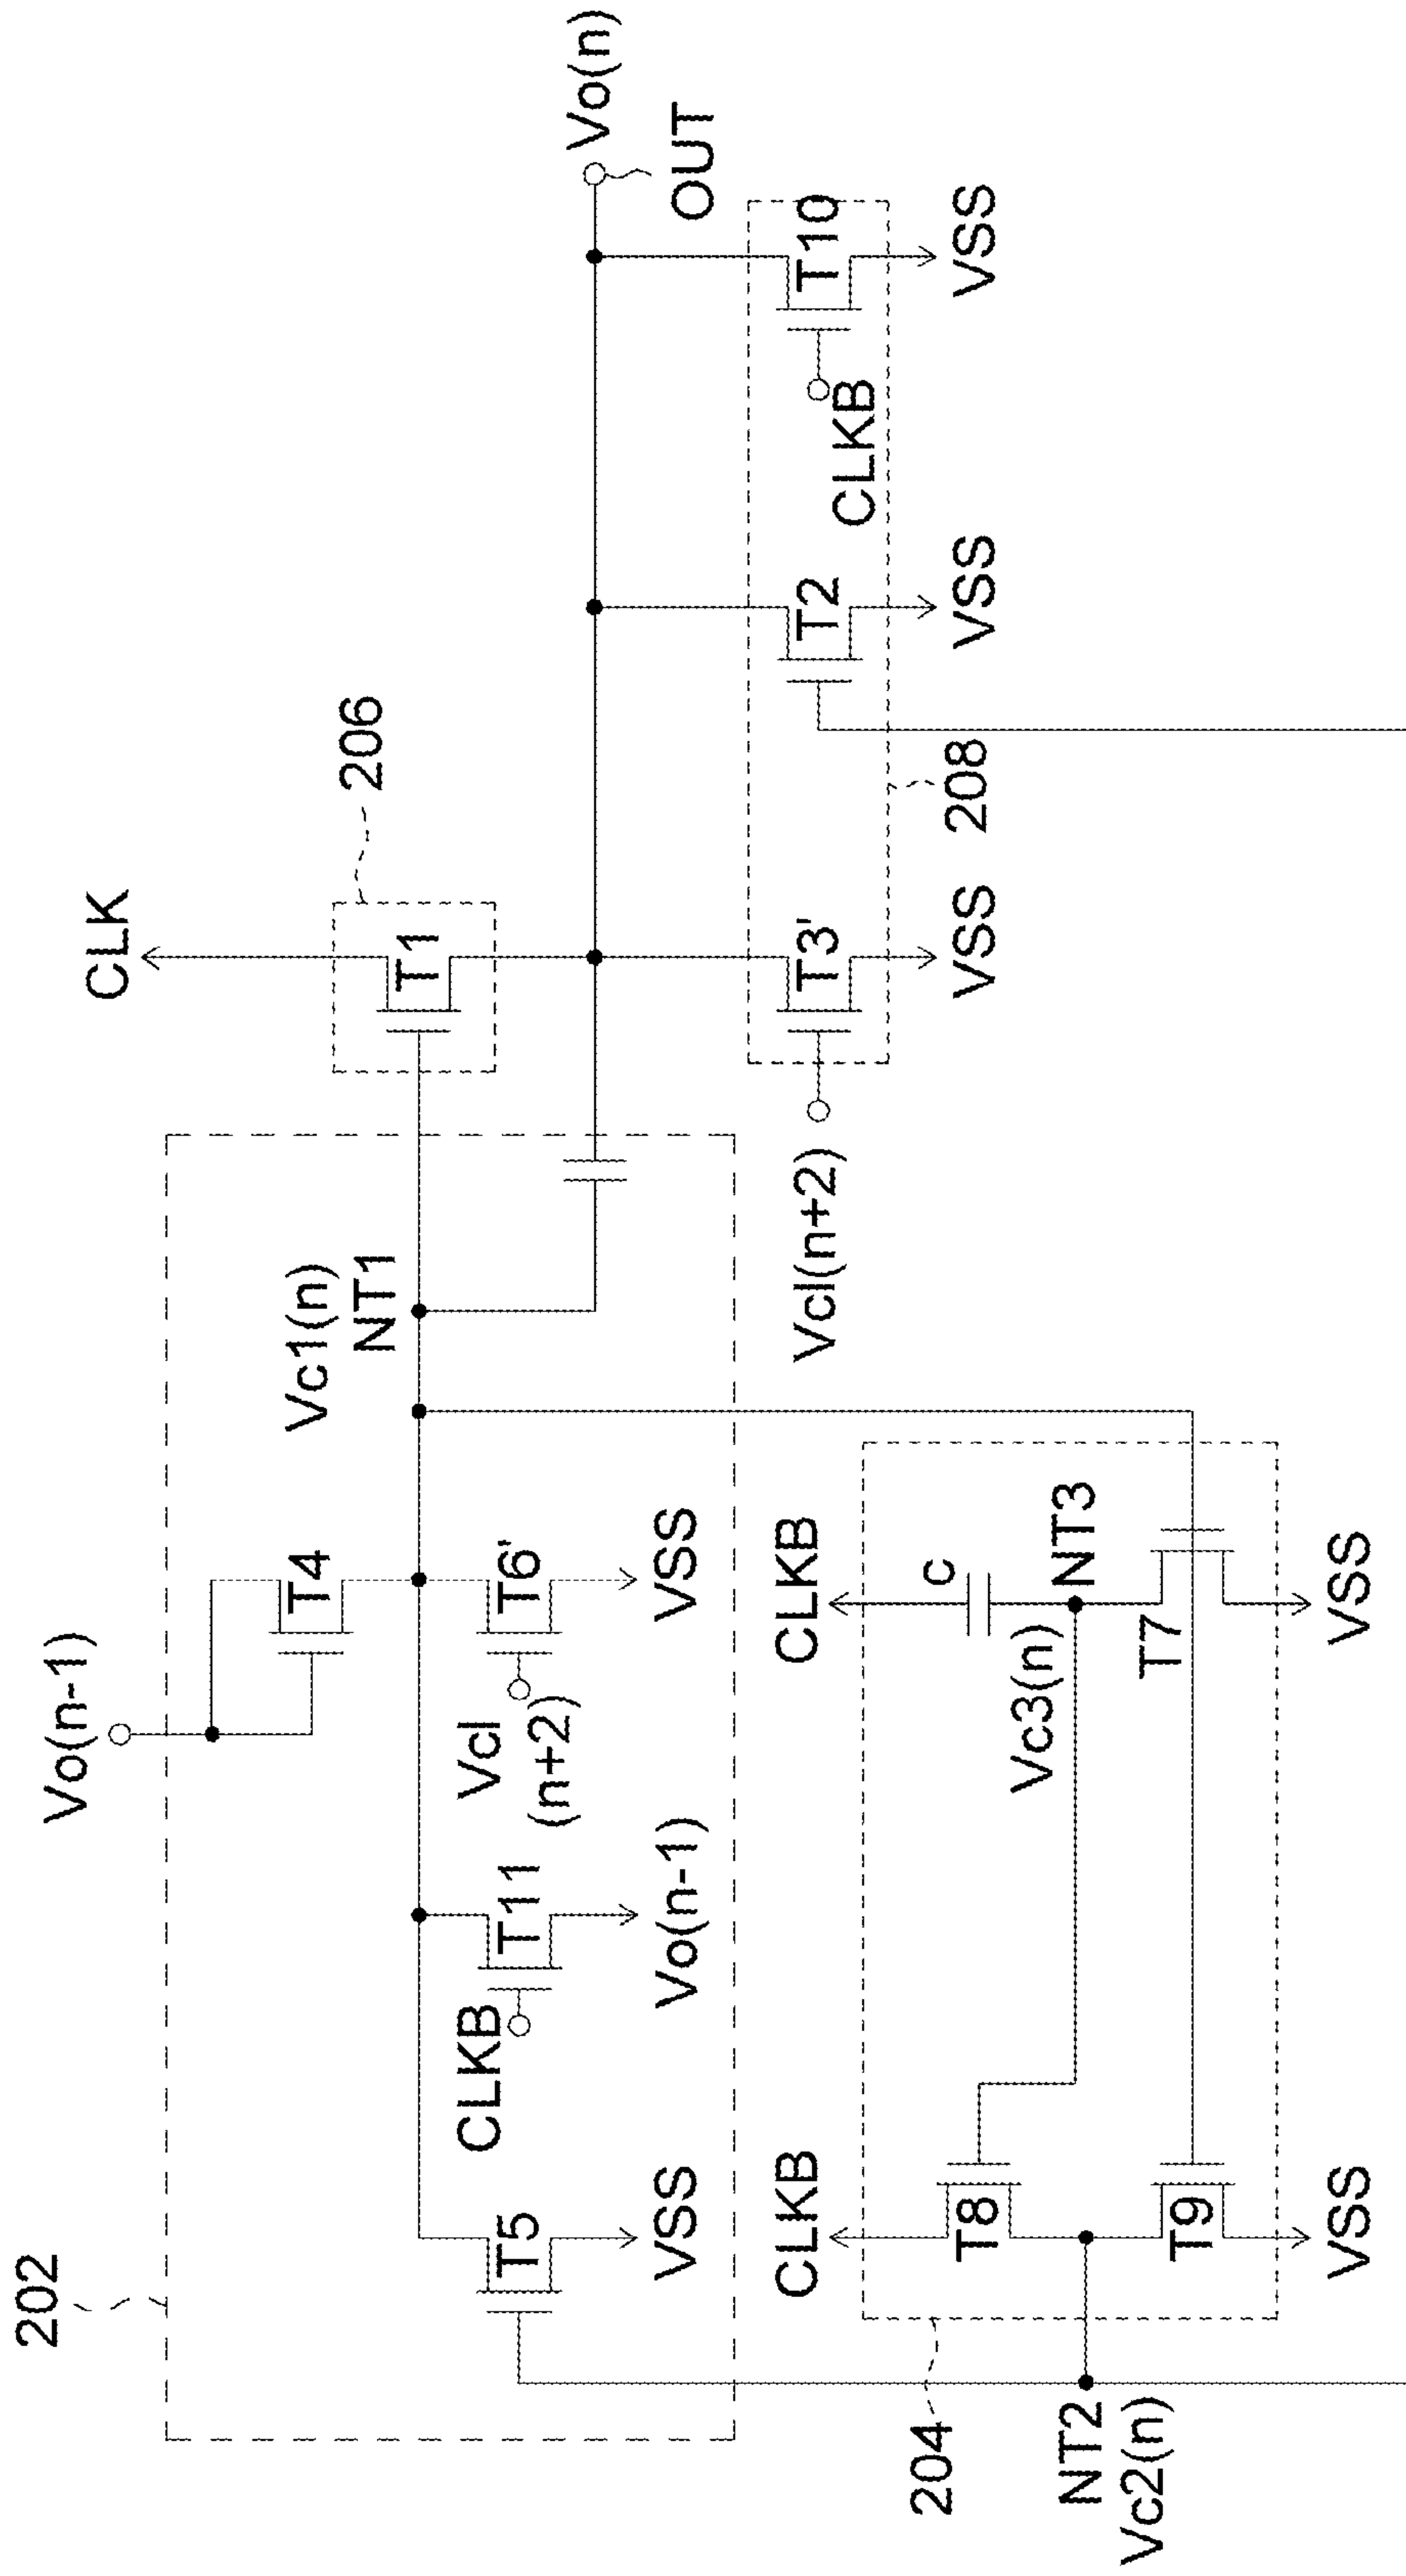 202
Vo(n-1)
CLK
206
Vo(n)
OUT
T4
Vc1(n)
NT1
T1
T5
CLKB
T11
Vcl
(n+2)
T6'
VSS
Vo(n-1)
VSS
Vcl(n+2)
T3'
T2
CLKB
T10
VSS
208
VSS
VSS
CLKB
CLKB
c
T8
Vc3(n)
NT3
T9
T7
204
NT2
Vc2(n)
VSS
VSS